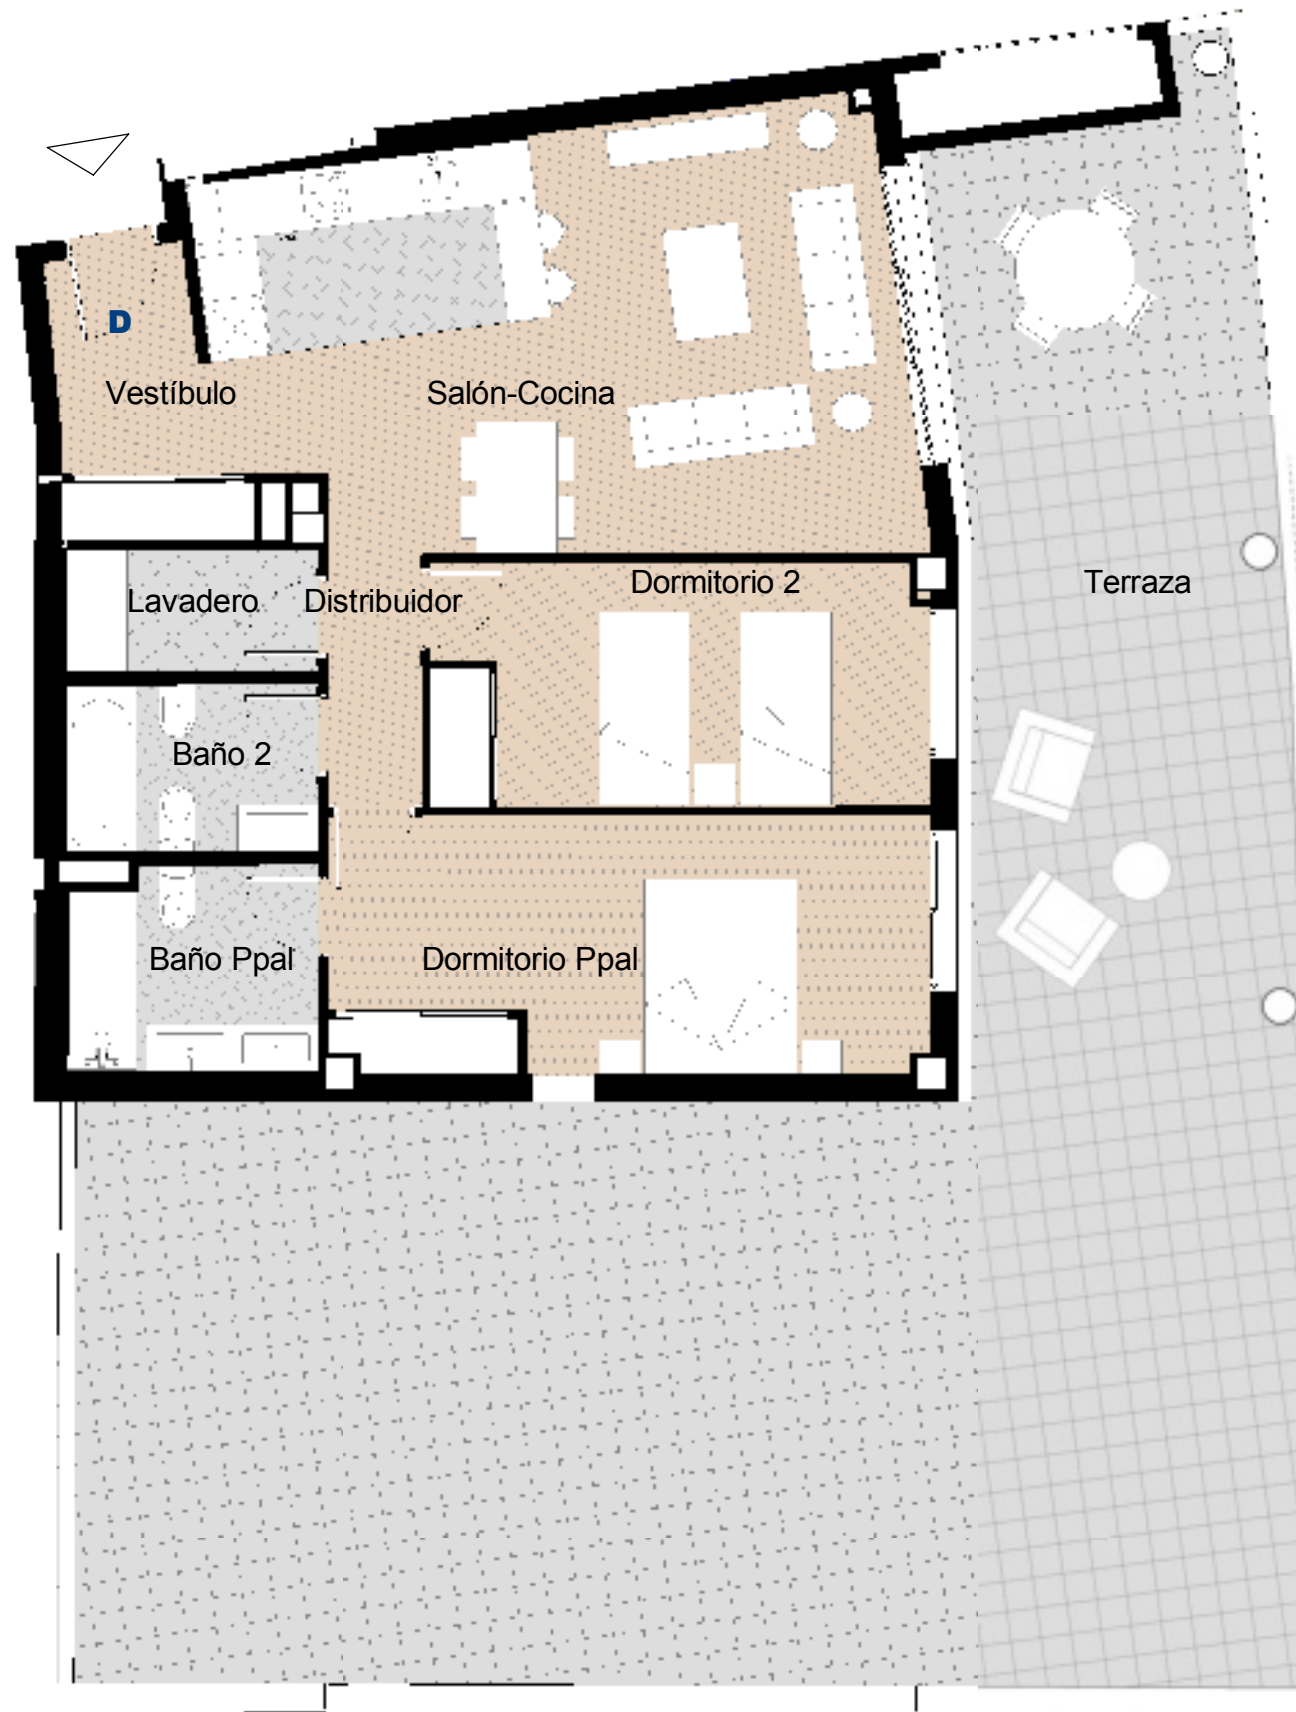 D
Vestíbulo
Salón-Cocina
Lavadero
Distribuidor
Dormitorio 2
Terraza
Baño 2
Baño Ppal
Dormitorio Ppal